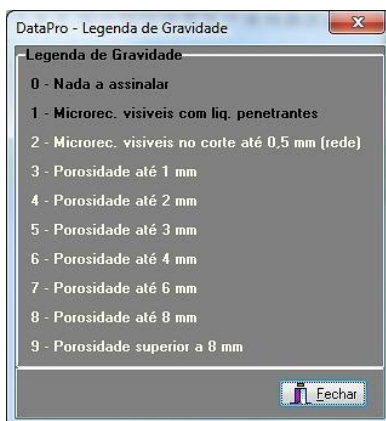 DataPro - Legenda de Gravidade
Legenda de Gravidade
0 - Nada a assinalar
1 - Microrec. visiveis com liq. penetrantes
2 - Microrec. visiveis no corte até 0,5 mm (rede)
3 - Porosidade até 1 mm
4 - Porosidade até 2 mm
5 - Porosidade até 3 mm
6 - Porosidade até 4 mm
7 - Porosidade até 6 mm
8 - Porosidade até 8 mm
9 - Porosidade superior a 8 mm
Fechar